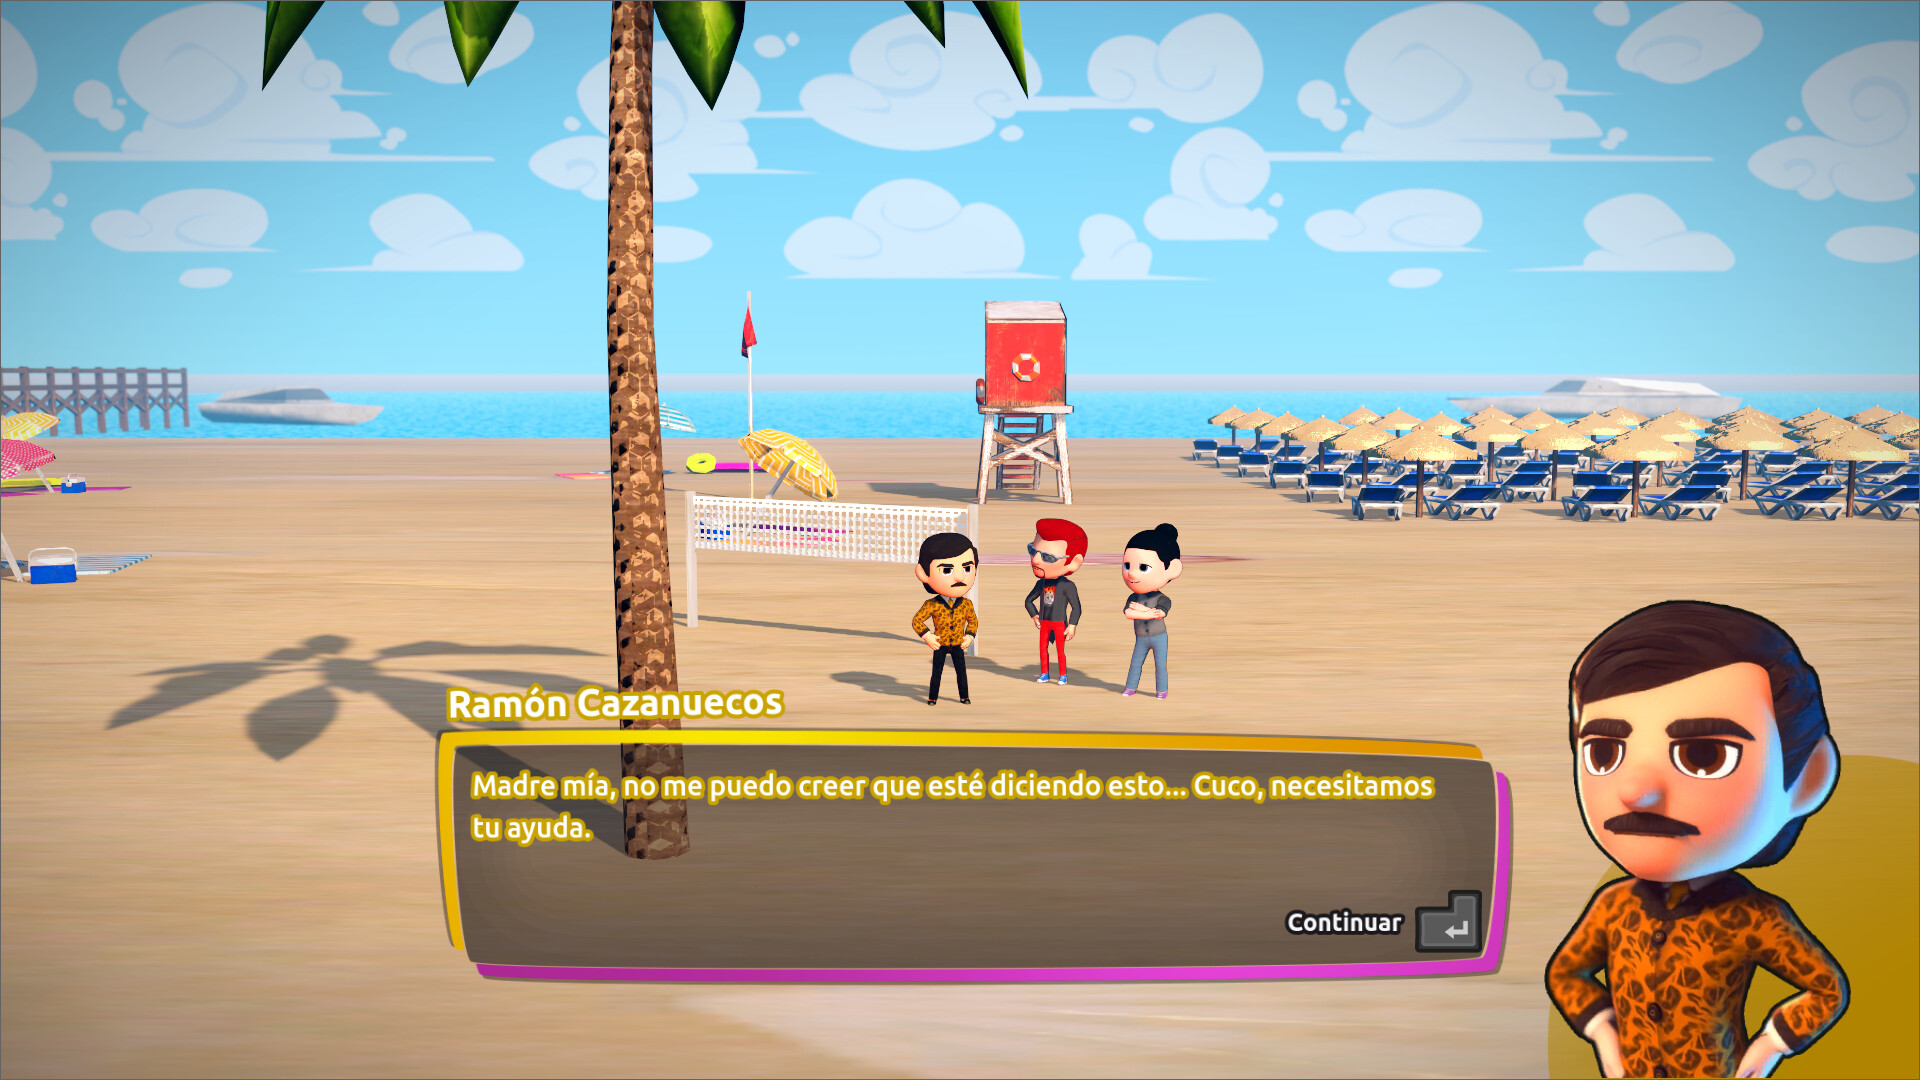 Ramón Cazanuecos
Madre mía, no me puedo creer que esté diciendo esto... Cuco, necesitamos
tu ayuda.
Continuar